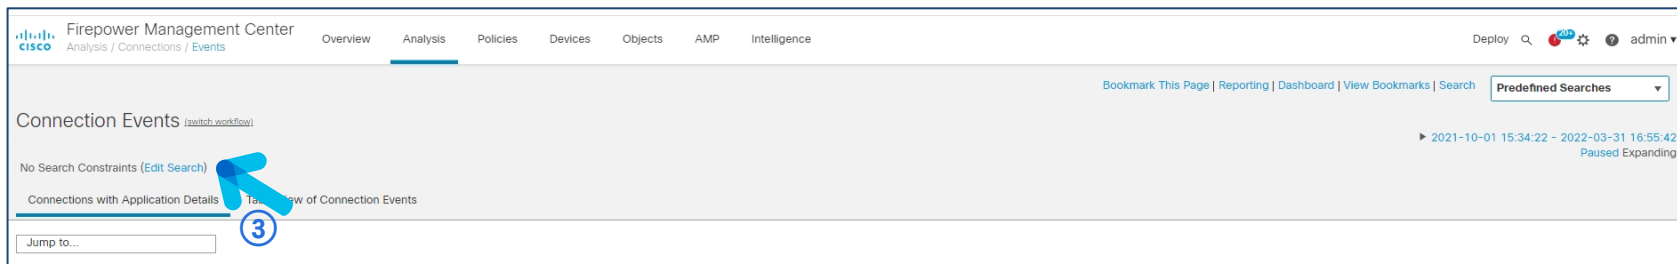 Firepower Management Center
CISCO Analysis / Connections / Events
Overview Analysis Policies Devices Objects AMP Intelligence
Deploy 20+ admin
Bookmark This Page | Reporting | Dashboard | View Bookmarks | Search Predefined Searches
Connection Events (switch workflow)
2021-10-01 15:34:22 - 2022-03-31 16:55:42
Paused Expanding
No Search Constraints (Edit Search)
Connections with Application Details of Connection Events
3
Jump to...